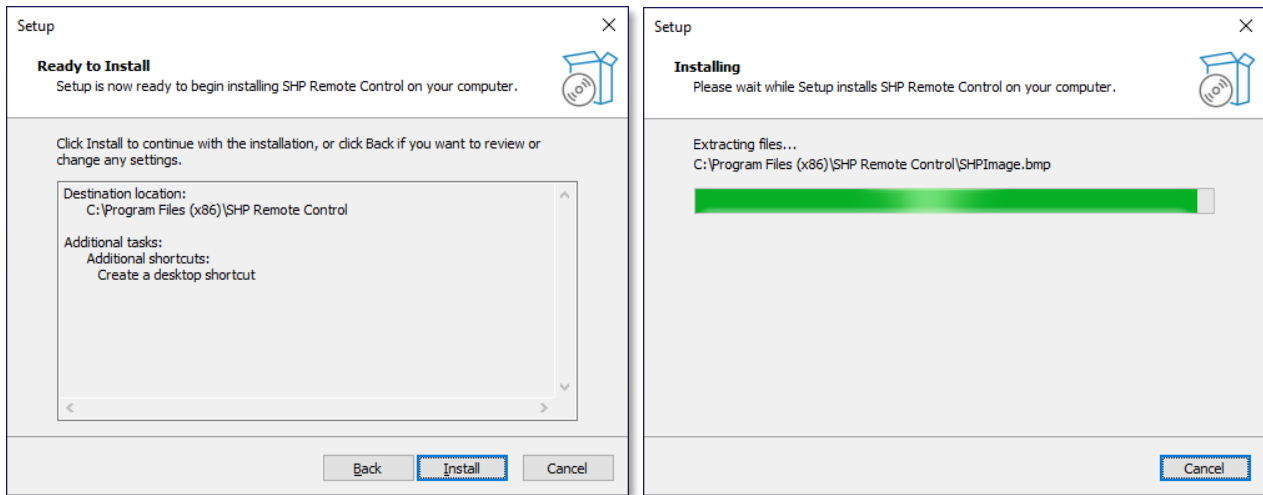 Setup
Ready to Install
Setup is now ready to begin installing SHP Remote Control on your computer.
Click Install to continue with the installation, or click Back if you want to review or
change any settings.
Destination location:
C:\Program Files (x86)\SHP Remote Control
Additional tasks:
Additional shortcuts:
Create a desktop shortcut
Back
Install
Cancel
Setup
Installing
Please wait while Setup installs SHP Remote Control on your computer.
Extracting files...
C:\Program Files (x86)\SHP Remote Control\SHPImage.bmp
Cancel